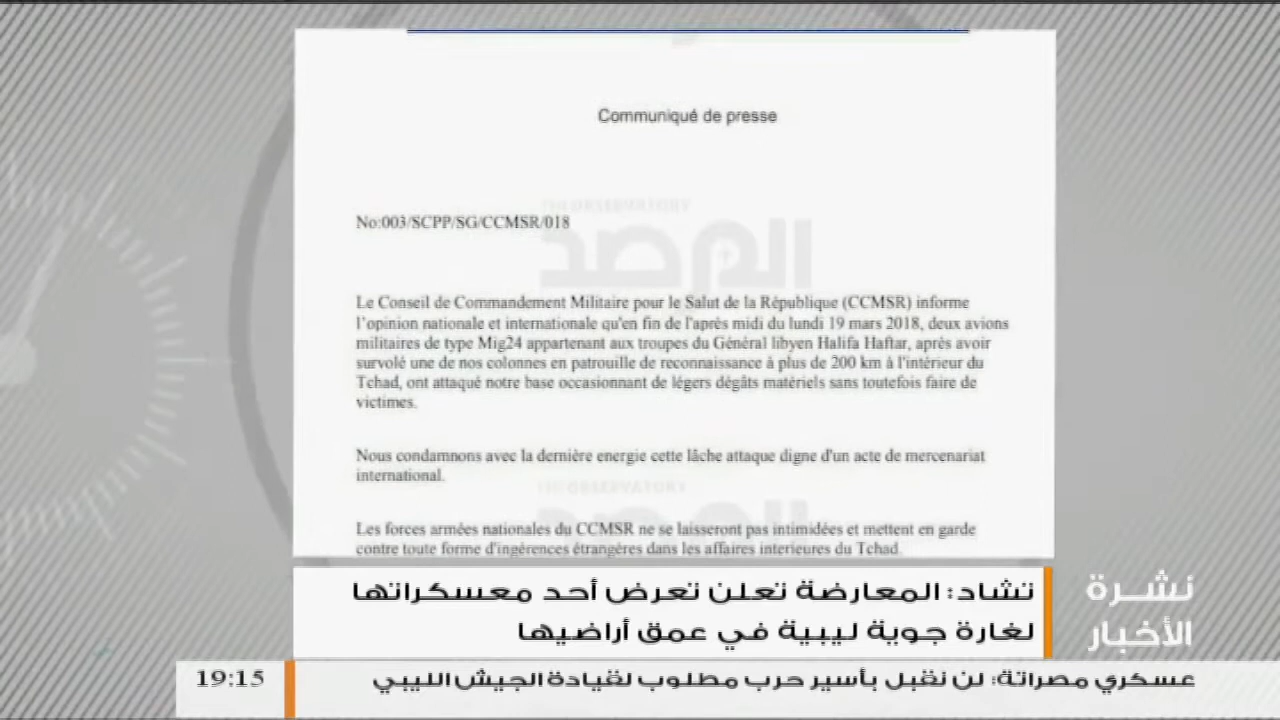 Communiqué de presse
THE OBSERVATORY
No:003/SCPP/SG/CCMSR/018
المرصد
Le Conseil de Commandement Militaire pour le Salut de la République (CCMSR) informe
l'opinion nationale et internationale qu'en fin de l'après midi du lundi 19 mars 2018, deux avions
militaires de type Mig24 appartenant aux troupes du Général libyen Halifa Haftar, après avoir
survolé une de nos colonnes en patrouille de reconnaissance à plus de 200 km à l'intérieur du
Tchad, ont attaqué notre base occasionnant de légers dégâts matériels sans toutefois faire de
victimes.
Nous condamnons avec la dernière energie cette lâche attaque digne d'un acte de mercenariat
international.
THE OBSERVATORY
المرصد
Les forces armées nationales du CCMSR ne se laisseront pas intimidées et mettent en garde
contre toute forme d'ingérences étrangères dans les affaires interieures du Tchad.
تشاد: المعارضة تعلن تعرض أحد معسكراتها
لغارة جوية ليبية في عمق أراضيها
نشرة
الأخبار
عسكري مصراتة: لن نقبل بأسير حرب مطلوب لقيادة الجيش الليبي
19:15